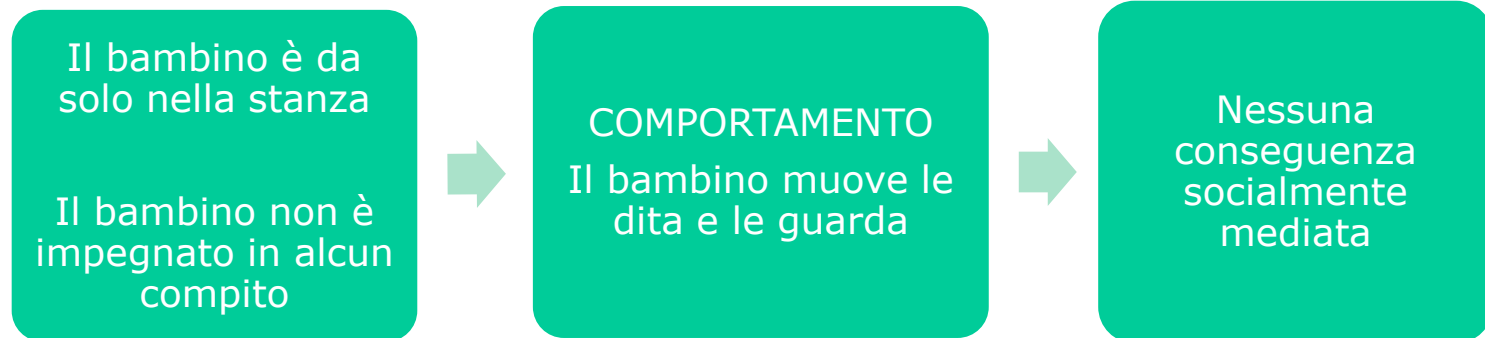 Il bambino è da
solo nella stanza
Il bambino non è
impegnato in alcun
compito
COMPORTAMENTO
Il bambino muove le
dita e le guarda
Nessuna
conseguenza
socialmente
mediata